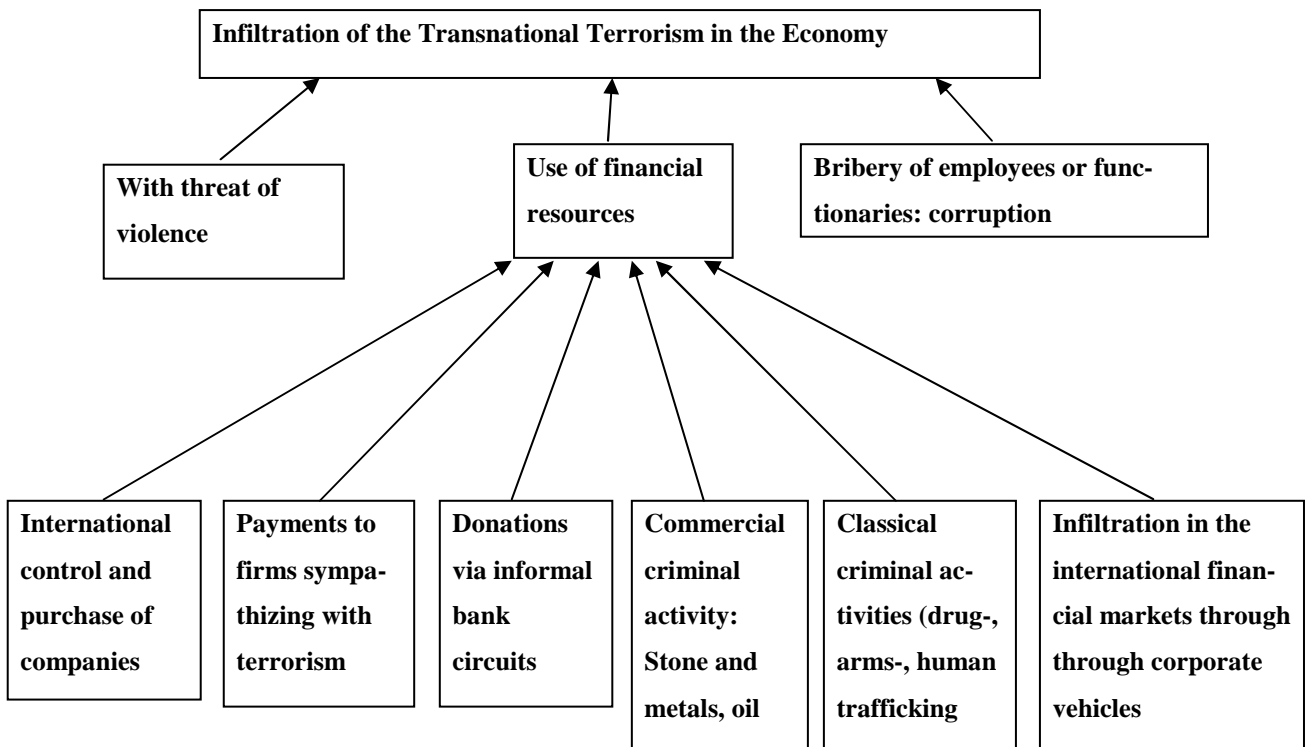 Infiltration of the Transnational Terrorism in the Economy
With threat of
violence
Use of financial
resources
Bribery of employees or func-
tionaries: corruption
International
control and
purchase of
companies
Payments to
firms sympa-
thizing with
terrorism
Donations
via informal
bank
circuits
Commercial
criminal
activity:
Stone and
metals, oil
Classical
criminal ac-
tivities (drug-,
arms-, human
trafficking
Infiltration in the
international finan-
cial markets through
through corporate
vehicles